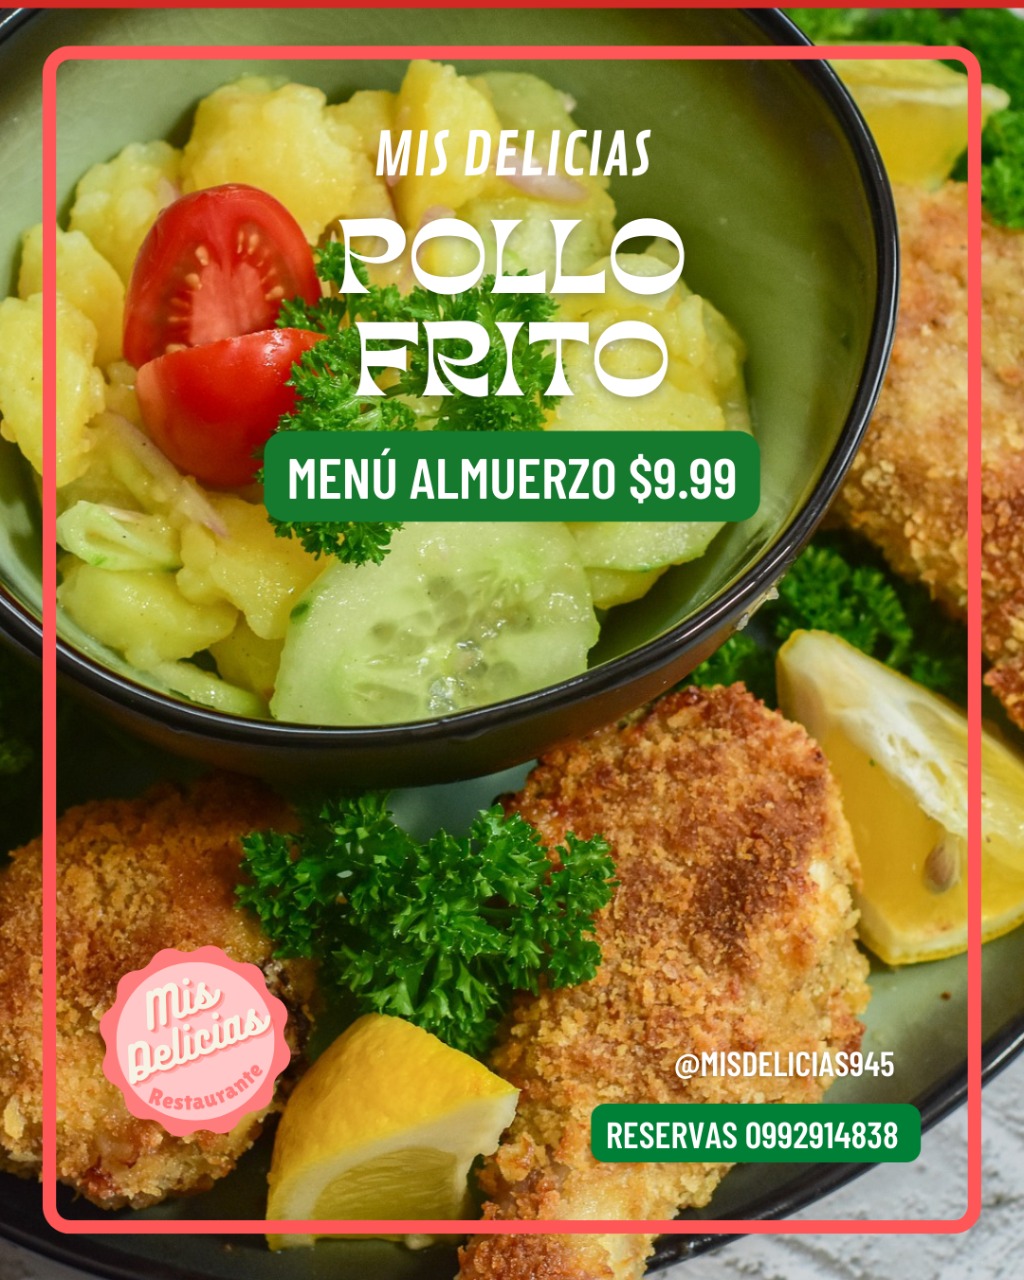 MIS DELICIAS
POLLO
FRITO
MENÚ ALMUERZO $9.99
Mis
Delicias
Restaurante
@MISDELICIAS945
RESERVAS 0992914838